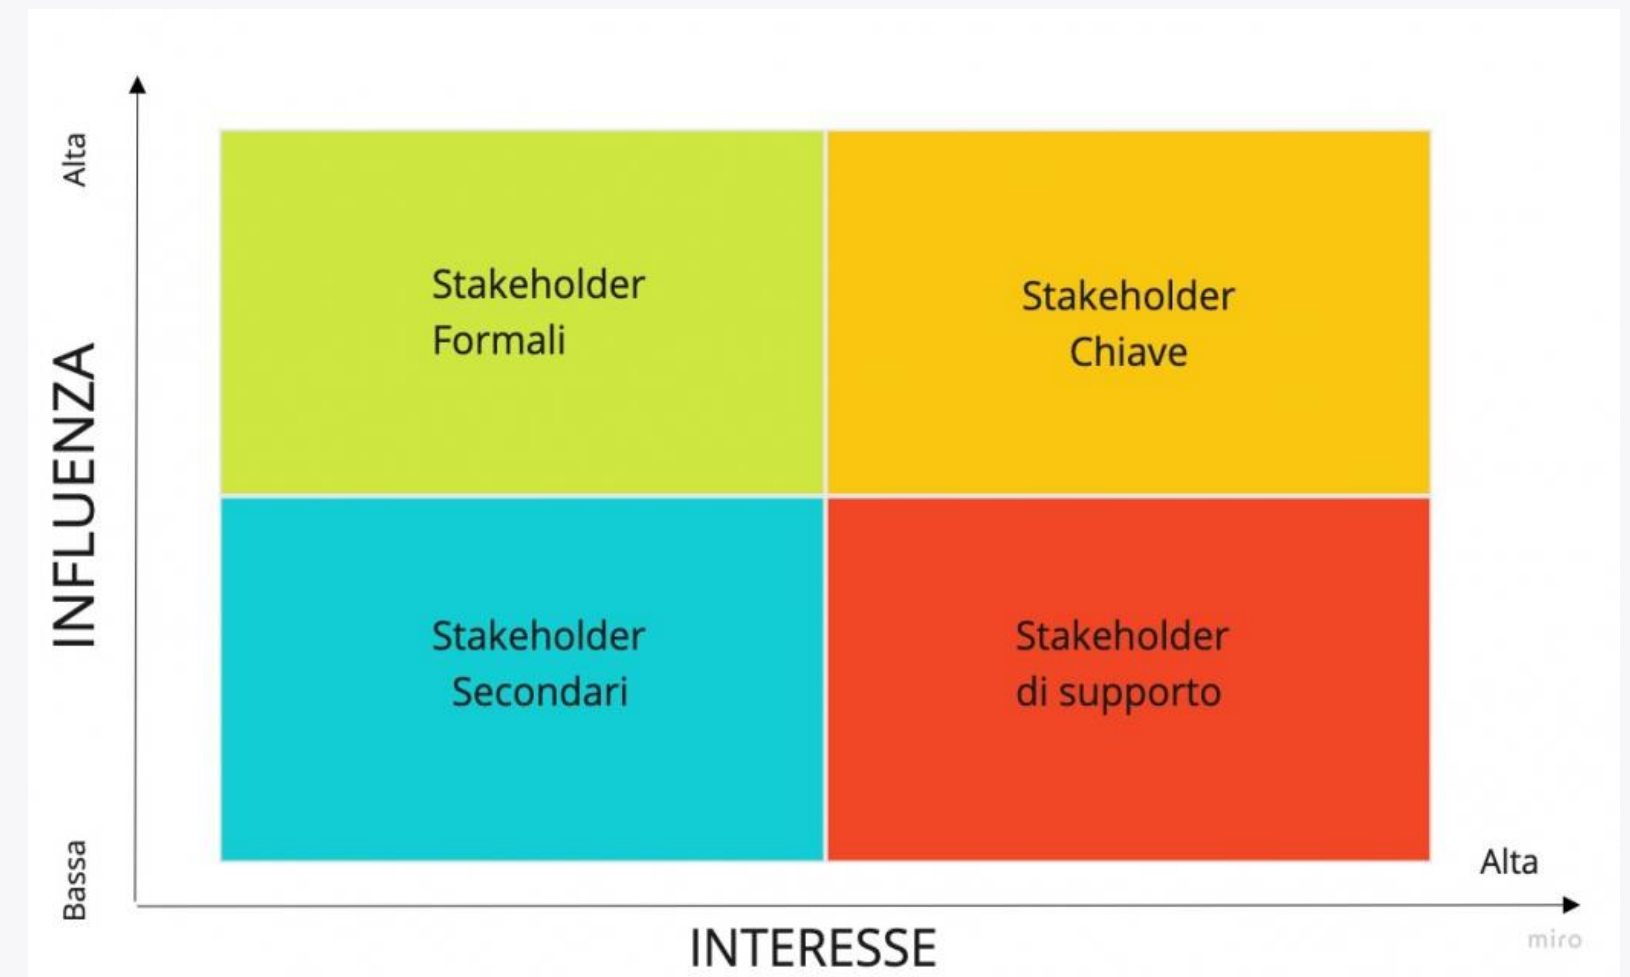 Alta
INFLUENZA
Bassa
Stakeholder
Formali
Stakeholder
Chiave
Stakeholder
Secondari
Stakeholder
di supporto
Alta
INTERESSE
miro